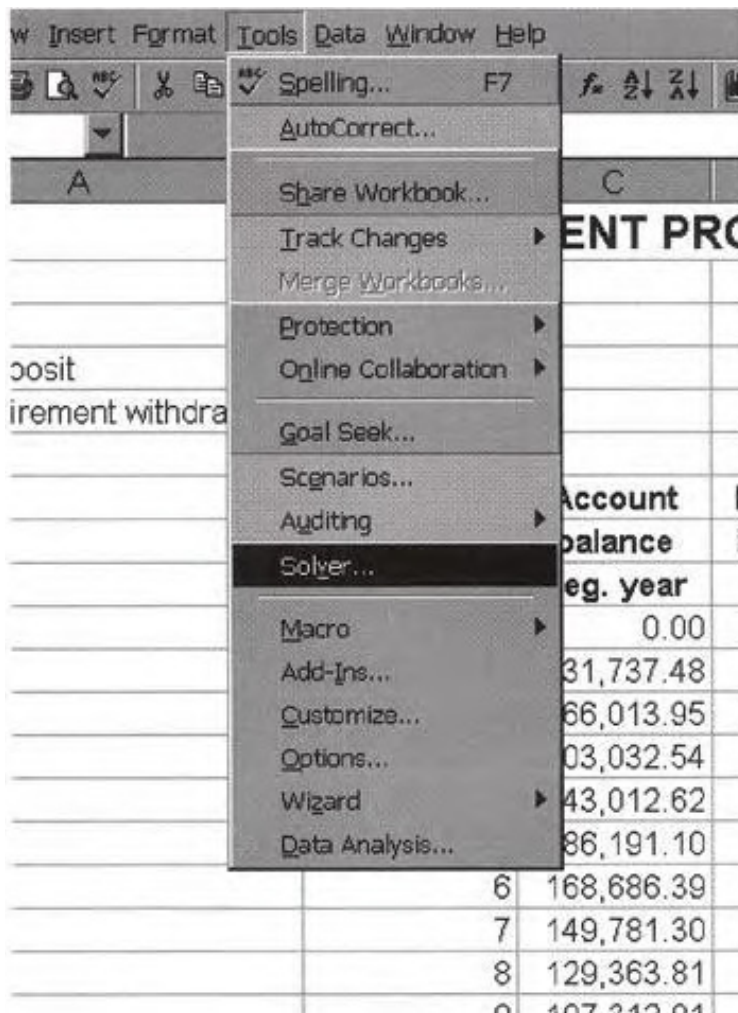 w Insert Format Tools Data Window Help
Spelling... F7
AutoCorrect...
A
C
Share Workbook...
ENT PRO
Track Changes
Merge Workbooks...
Protection
posit
Online Collaboration
irement withdra
Goal Seek...
Scenarios...
Account
Auditing
balance
Solver...
eg. year
Macro
0.00
Add-Ins...
31,737.48
Customize...
66,013.95
Options...
03,032.54
Wizard
43,012.62
Data Analysis...
86,191.10
6 168,686.39
7 149,781.30
8 129,363.81